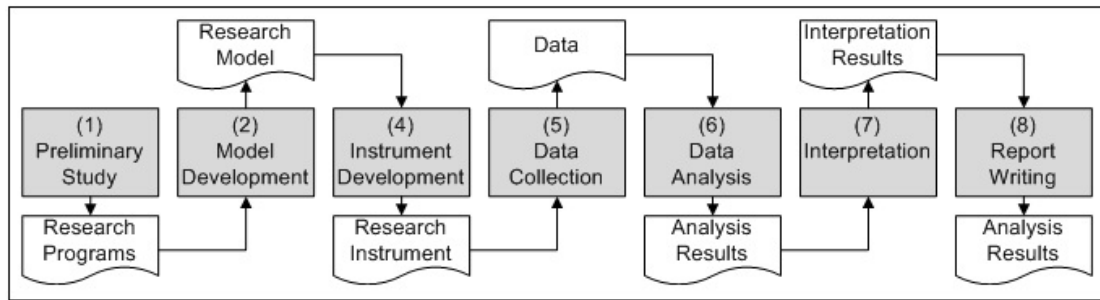 Research
Model
Data
Interpretation
Results
(1)
Preliminary
Study
(2)
Model
Development
(4)
Instrument
Development
(5)
Data
Collection
(6)
Data
Analysis
(7)
Interpretation
(8)
Report
Writing
Research
Programs
Research
Instrument
Analysis
Results
Analysis
Results